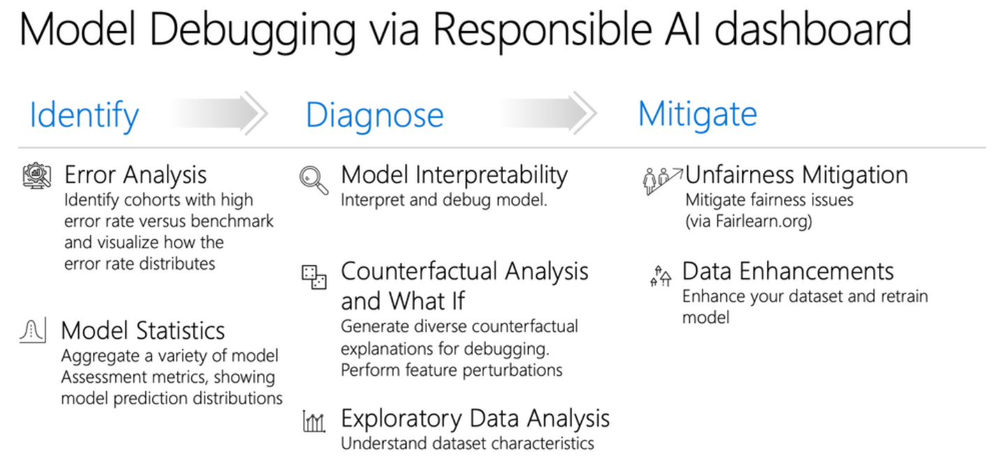 Model Debugging via Responsible AI dashboard
Identify
Diagnose
Mitigate
Error Analysis
Identify cohorts with high
error rate versus benchmark
and visualize how the
error rate distributes
Model Statistics
Aggregate a variety of model
Assessment metrics, showing
model prediction distributions
Model Interpretability
Interpret and debug model.
Counterfactual Analysis
and What If
Generate diverse counterfactual
explanations for debugging.
Perform feature perturbations
Exploratory Data Analysis
Understand dataset characteristics
Unfairness Mitigation
Mitigate fairness issues
(via Fairlearn.org)
Data Enhancements
Enhance your dataset and retrain
model